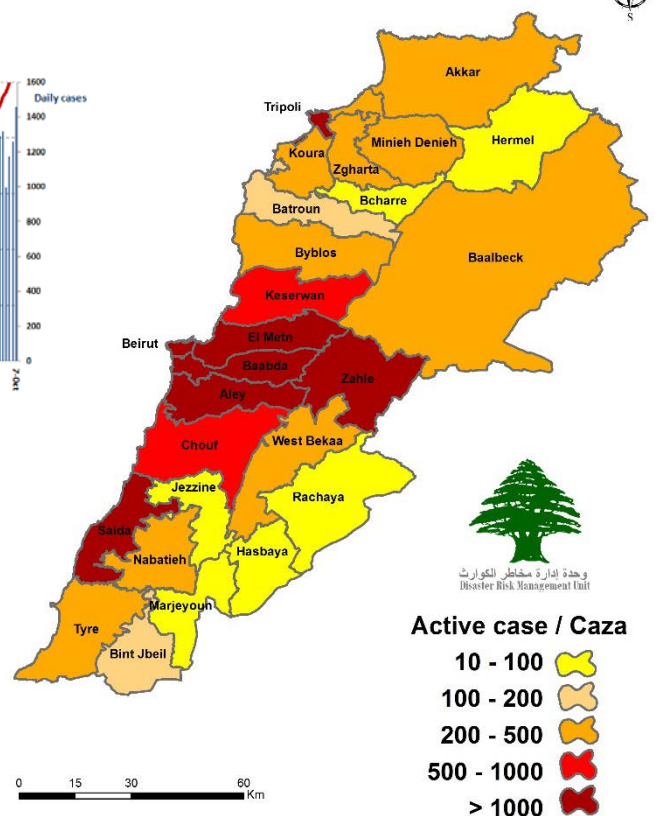 S
1600
Daily cases
1400
1200
1000
800
600
400
200
0
7-Oct
Akkar
Tripoli
Minieh Denieh
Hermel
Koura
Zgharta
Bcharre
Batroun
Byblos
Baalbeck
Keserwan
El Metn
Beirut
Baabda
Zahle
Aley
West Bekaa
Chouf
Jezzine
Rachaya
Saida
Hasbaya
Nabatieh
Marjeyoun
Tyre
Bint Jbeil
وحدة إدارة مخاطر الكوارث
Disaster Risk Management Unit
Active case / Caza
10 - 100
100 - 200
200 - 500
500 - 1000
> 1000
0 15 30 60
Km